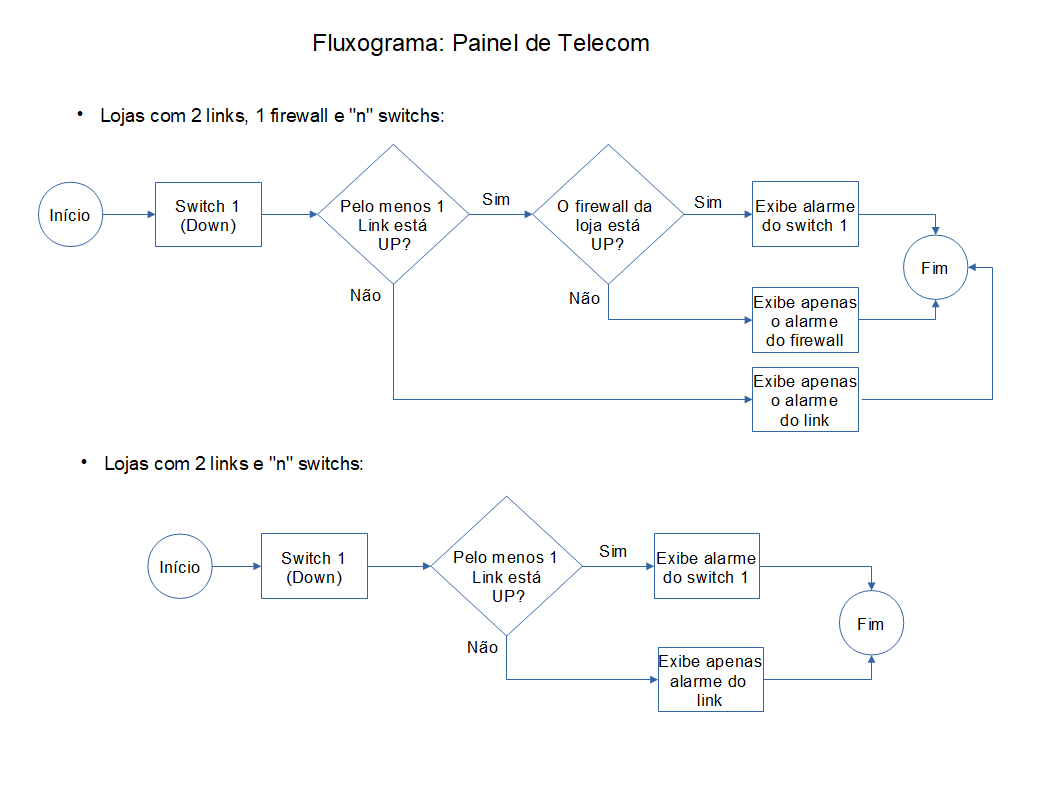 Fluxograma: Painel de Telecom
• Lojas com 2 links, 1 firewall e "n" switchs:
Início
Switch 1
(Down)
Pelo menos 1
Link está
UP?
Sim
O firewall da
loja está
UP?
Sim
Exibe alarme
do switch 1
Fim
Não
Não
Exibe apenas
o alarme
do firewall
Exibe apenas
o alarme
do link
• Lojas com 2 links e "n" switchs:
Início
Switch 1
(Down)
Pelo menos 1
Link está
UP?
Sim
Exibe alarme
do switch 1
Fim
Não
Exibe apenas
alarme do
link